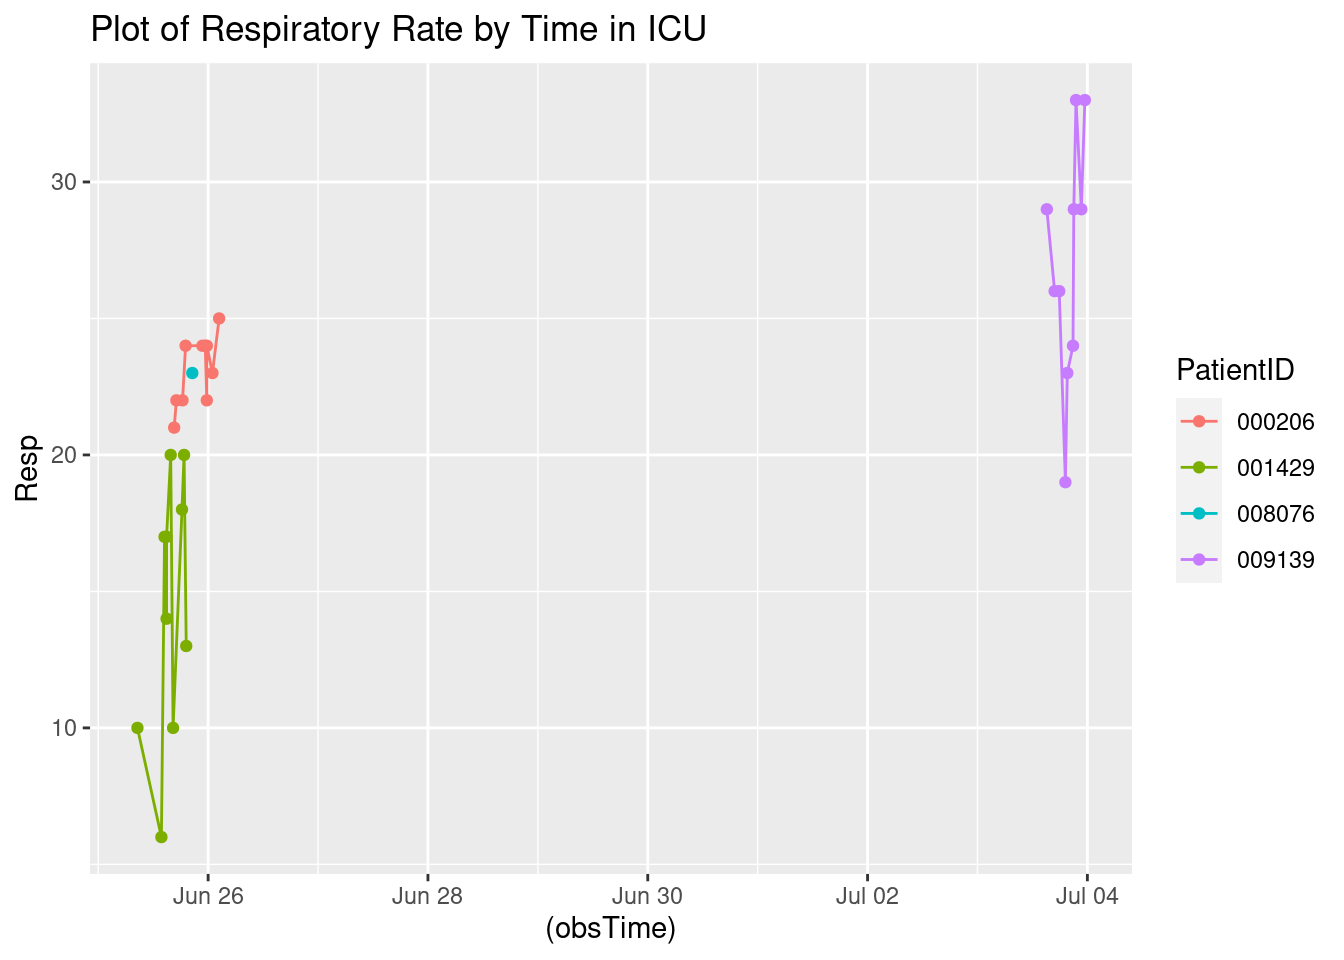 Plot of Respiratory Rate by Time in ICU
30
20
10
Resp
Jun 26
Jun 28
Jun 30
Jul 02
Jul 04
(obsTime)
PatientID
000206
001429
008076
009139